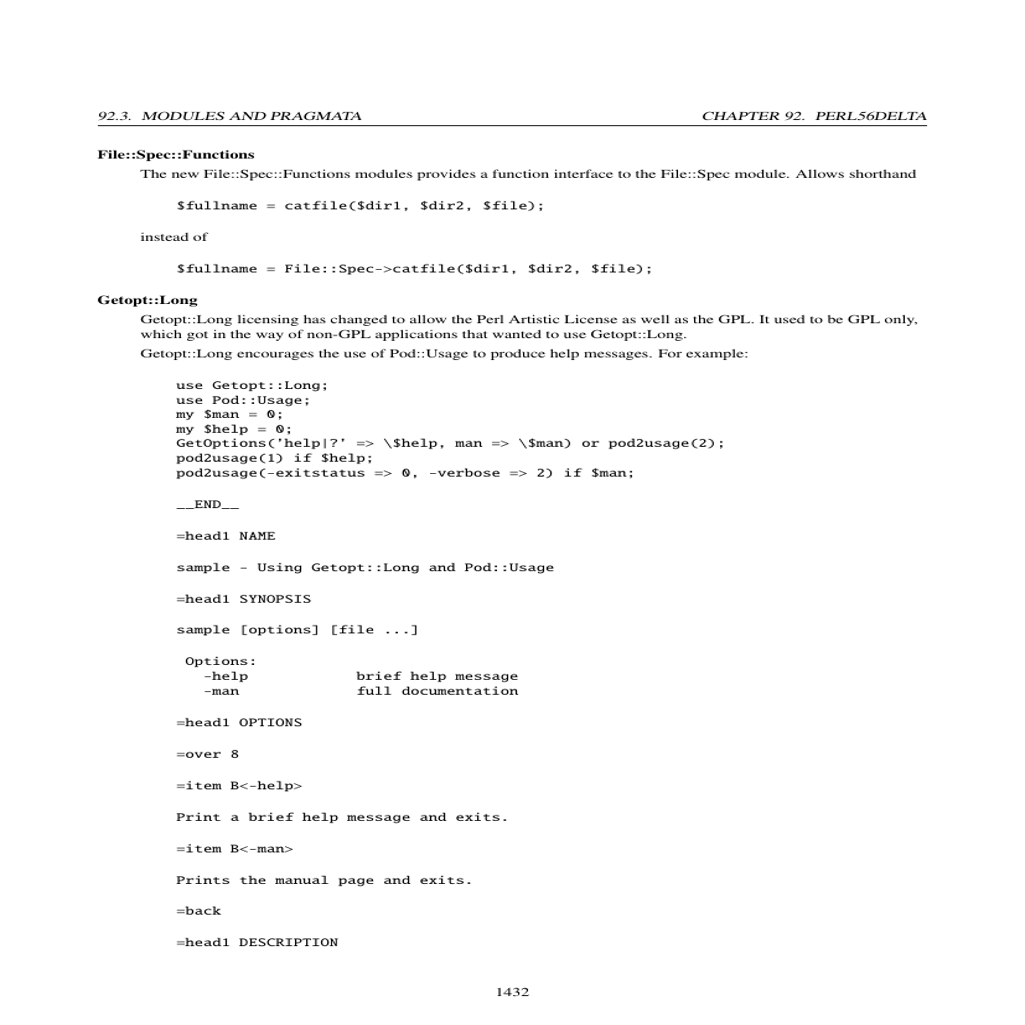 92.3. MODULES AND PRAGMATA CHAPTER 92. PERL56DELTA
File::Spec::Functions
The new File::Spec::Functions modules provides a function interface to the File::Spec module. Allows shorthand
$fullname = catfile($dir1, $dir2, $file);
instead of
$fullname = File::Spec->catfile($dir1, $dir2, $file);
Getopt::Long
Getopt::Long licensing has changed to allow the Perl Artistic License as well as the GPL. It used to be GPL only,
which got in the way of non-GPL applications that wanted to use Getopt::Long.
Getopt::Long encourages the use of Pod::Usage to produce help messages. For example:
use Getopt::Long;
use Pod::Usage;
my $man = 0;
my $help = 0;
GetOptions('help|?' => \$help, man => \$man) or pod2usage(2);
pod2usage(1) if $help;
pod2usage(-exitstatus => 0, -verbose => 2) if $man;
__END__
=head1 NAME
sample - Using Getopt::Long and Pod::Usage
=head1 SYNOPSIS
sample [options] [file ...]
Options:
-help brief help message
-man full documentation
=head1 OPTIONS
=over 8
=item B<-help>
Print a brief help message and exits.
=item B<-man>
Prints the manual page and exits.
=back
=head1 DESCRIPTION
1432